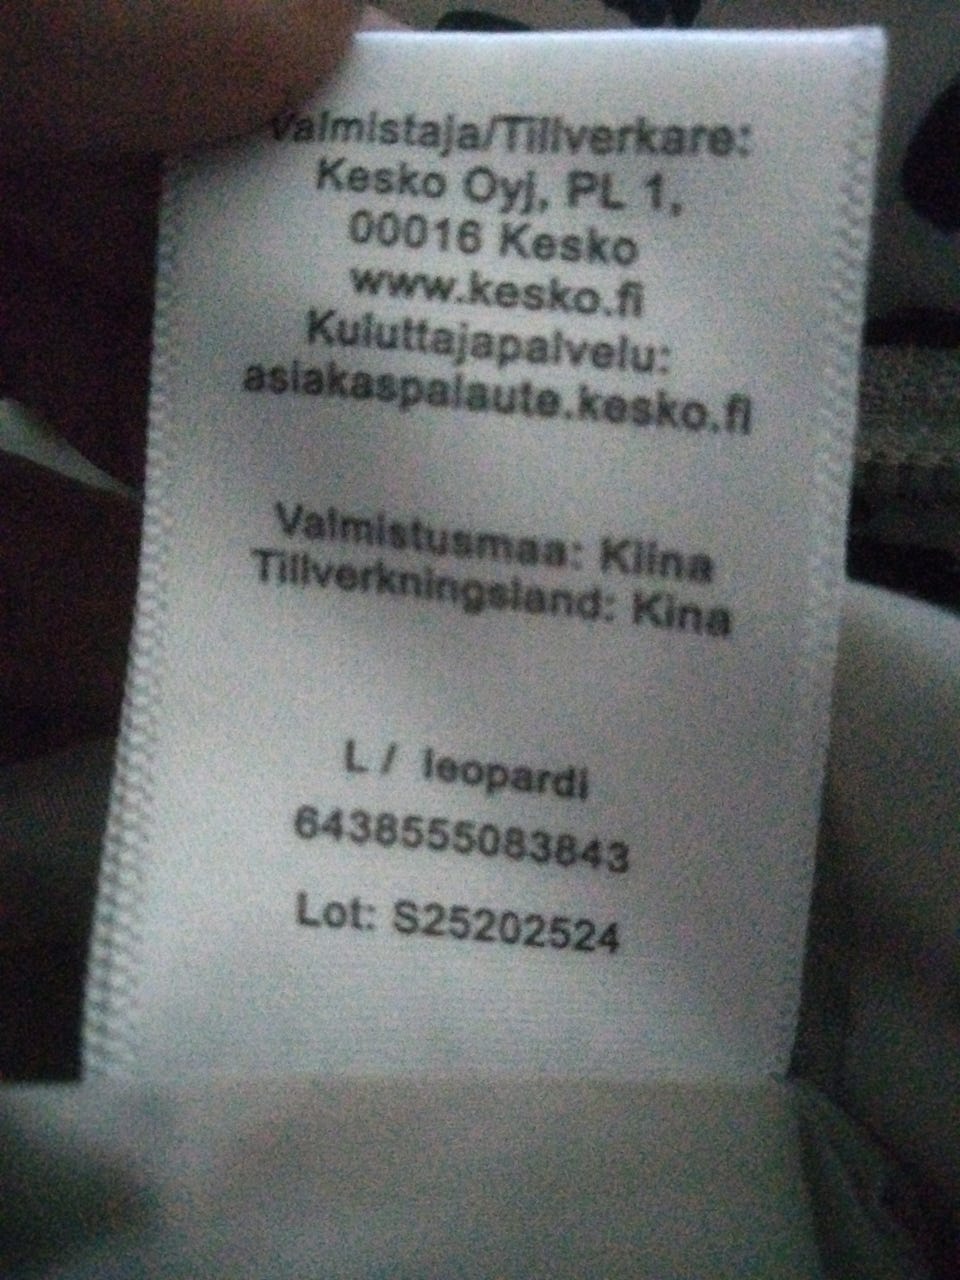 Valmistaja/Tillverkare:
Kesko Oyj, PL 1,
00016 Kesko
www.kesko.fi
Kuluttajapalvelu:
asiakaspalaute.kesko.fi
Valmistusmaa: Kiina
Tillverkningsland: Kina
L / leopardi
6438555083843
Lot: S25202524